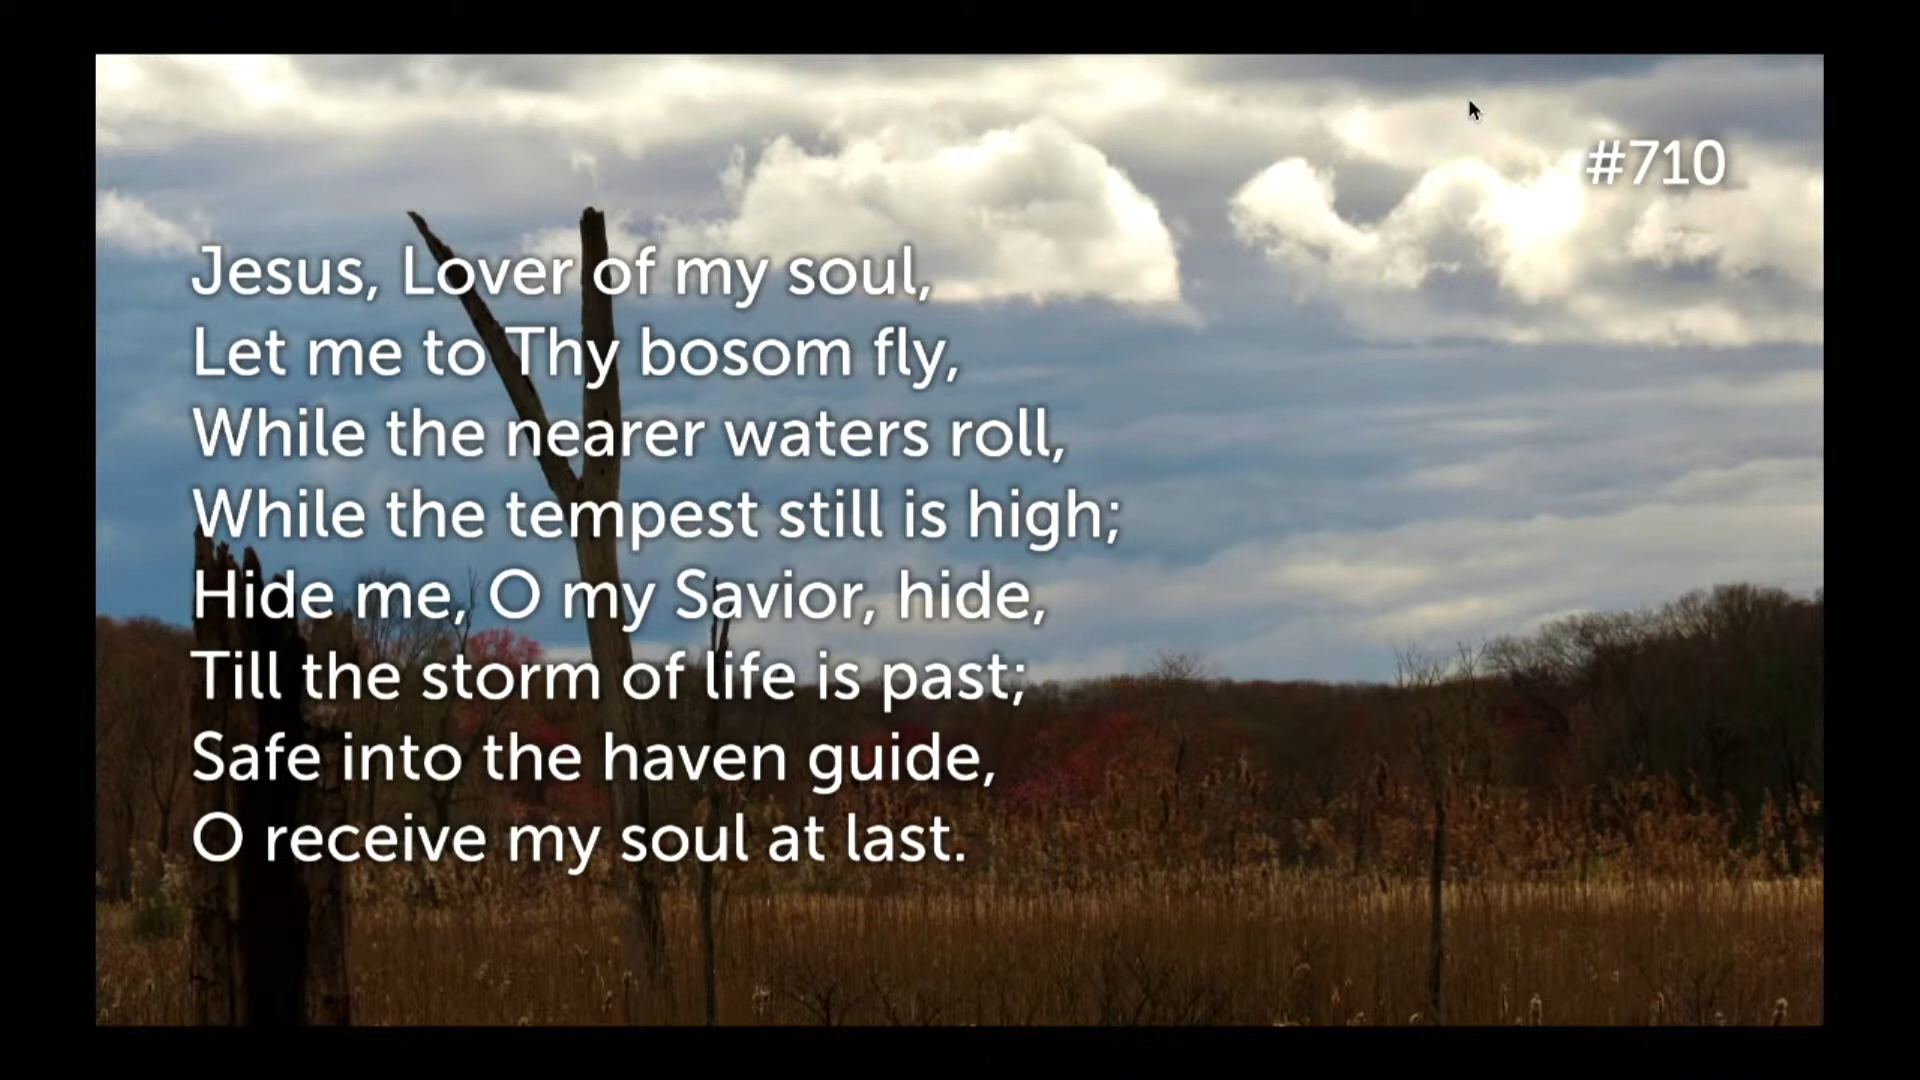 #710
Jesus, Lover of my soul,
Let me to Thy bosom fly,
While the nearer waters roll,
While the tempest still is high;
Hide me, O my Savior, hide,
Till the storm of life is past;
Safe into the haven guide,
O receive my soul at last.